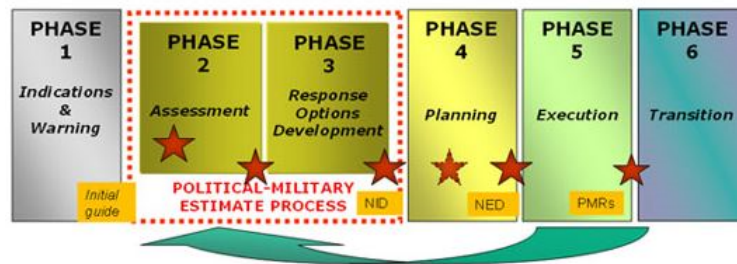 PHASE
1
Indications
&
Warning
Initial
guide
PHASE
2
Assessment
PHASE
3
Response
Options
Development
POLITICAL-MILITARY
ESTIMATE PROCESS
NID
PHASE
4
Planning
NED
PHASE
5
Execution
PMRs
PHASE
6
Transition